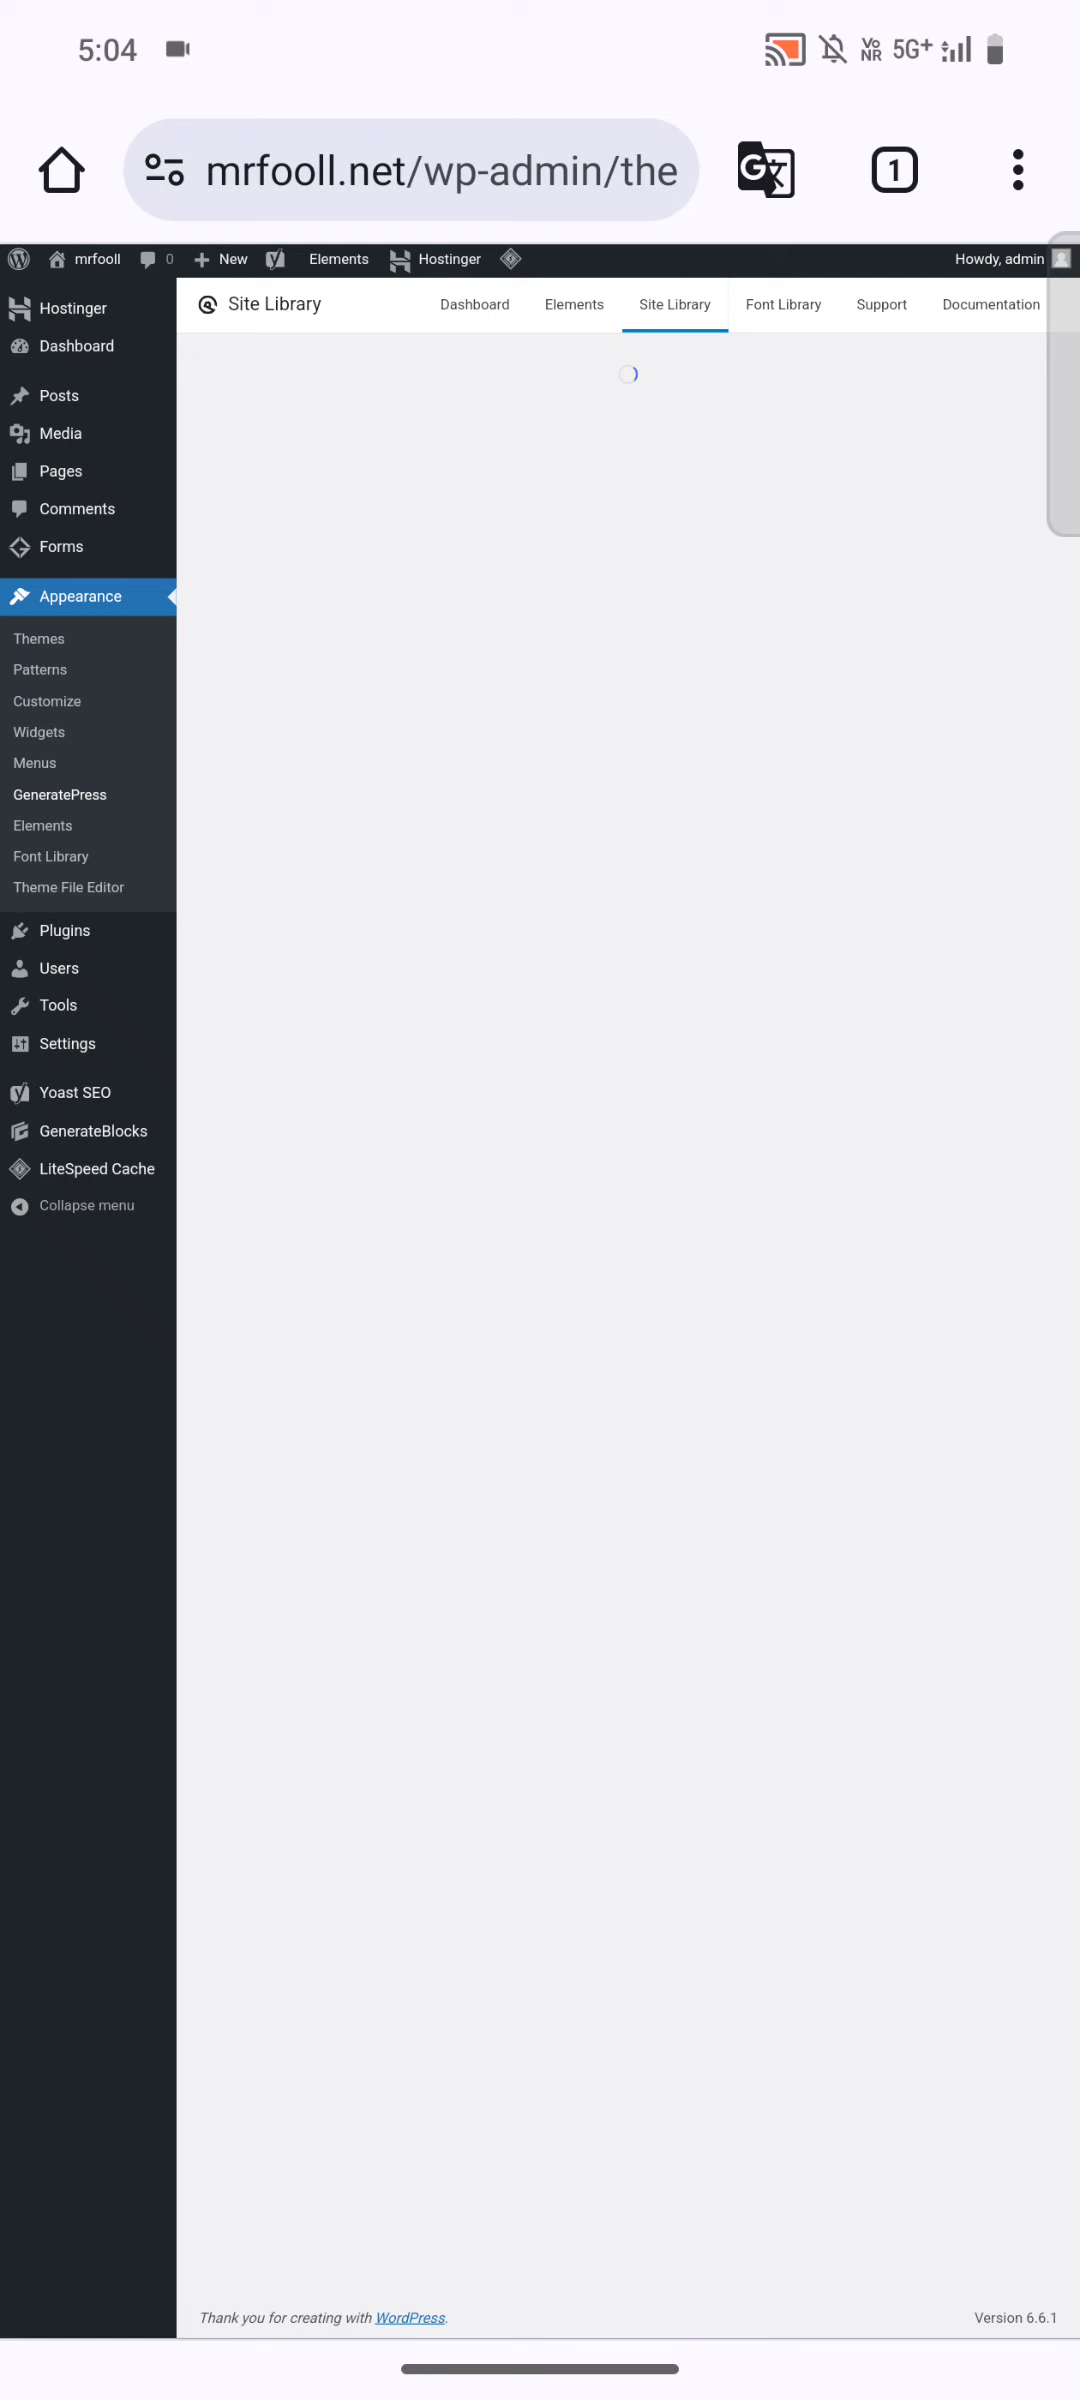 5:04
Vo NR 5G+
mrfooll.net/wp-admin/the
1
mrfooll 0 New Elements Hostinger Howdy, admin
Hostinger
Site Library Dashboard Elements Site Library Font Library Support Documentation
Dashboard
Posts
Media
Pages
Comments
Forms
Appearance
Themes
Patterns
Customize
Widgets
Menus
GeneratePress
Elements
Font Library
Theme File Editor
Plugins
Users
Tools
Settings
Yoast SEO
GenerateBlocks
LiteSpeed Cache
Collapse menu
Thank you for creating with WordPress. Version 6.6.1